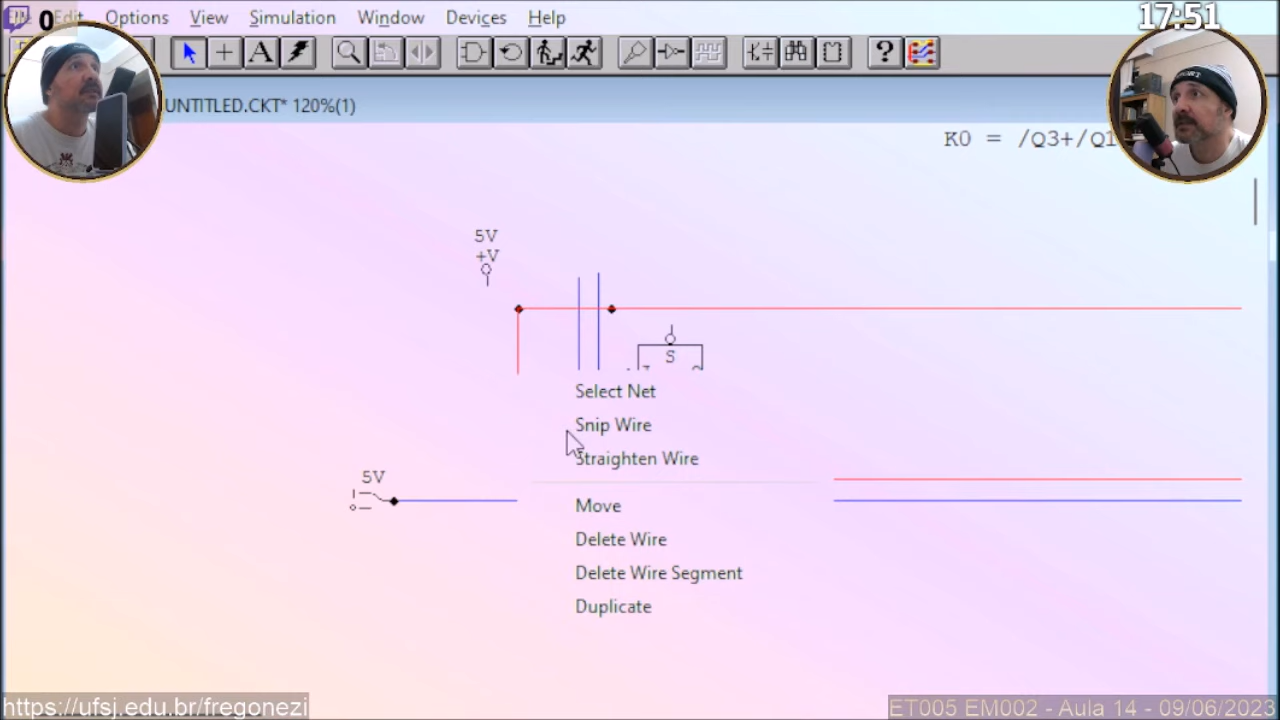 0 Edit Options View Simulation Window Devices Help
17:51
UNTITLED.CKT* 120%(1)
K0 = /Q3+/Q1
5V
+V
S
Select Net
Snip Wire
Straighten Wire
5V
Move
Delete Wire
Delete Wire Segment
Duplicate
https://ufsj.edu.br/fregonezi
ET005 EM002 - Aula 14 - 09/06/2023